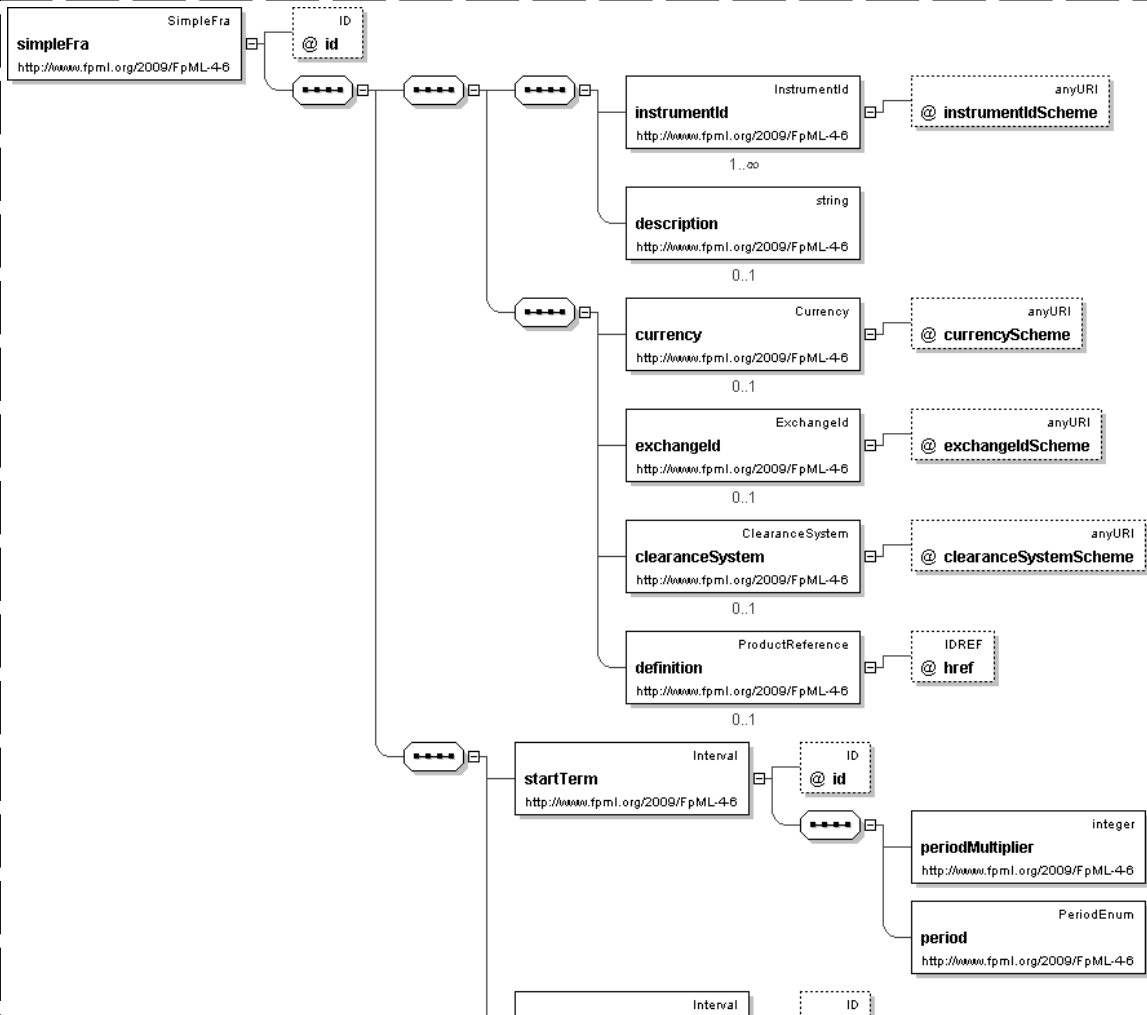 SimpleFra
simpleFra
http://www.fpml.org/2009/FpML-4-6
ID
@ id
InstrumentId
instrumentId
http://www.fpml.org/2009/FpML-4-6
1..∞
anyURI
@ instrumentIdScheme
string
description
http://www.fpml.org/2009/FpML-4-6
0..1
Currency
currency
http://www.fpml.org/2009/FpML-4-6
0..1
anyURI
@ currencyScheme
ExchangeId
exchangeId
http://www.fpml.org/2009/FpML-4-6
0..1
anyURI
@ exchangeIdScheme
ClearanceSystem
clearanceSystem
http://www.fpml.org/2009/FpML-4-6
0..1
anyURI
@ clearanceSystemScheme
ProductReference
definition
http://www.fpml.org/2009/FpML-4-6
0..1
IDREF
@ href
Interval
startTerm
http://www.fpml.org/2009/FpML-4-6
ID
@ id
integer
periodMultiplier
http://www.fpml.org/2009/FpML-4-6
PeriodEnum
period
http://www.fpml.org/2009/FpML-4-6
Interval
ID